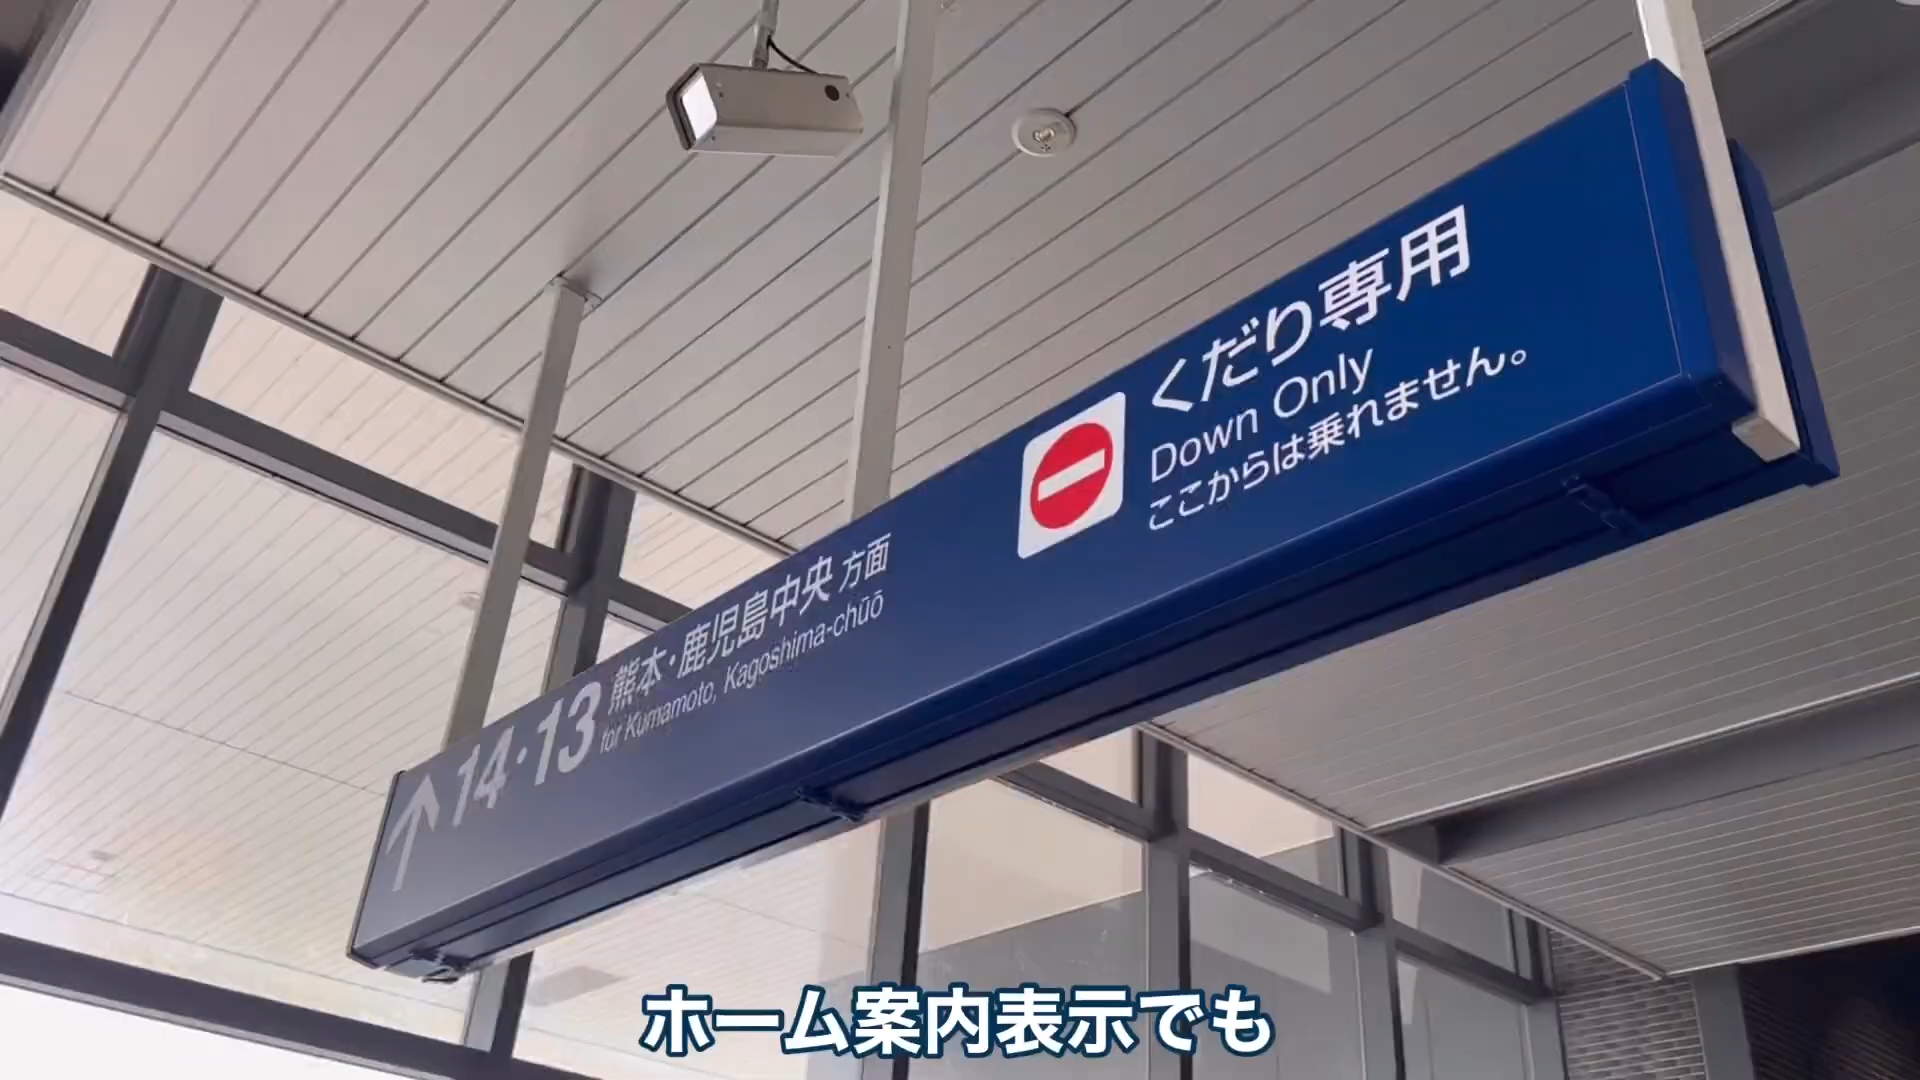 ↑ 14・13 熊本・鹿児島中央 方面
for Kumamoto, Kagoshima-chūō
くだり専用
Down Only
ここからは乗れません。
ホーム案内表示でも